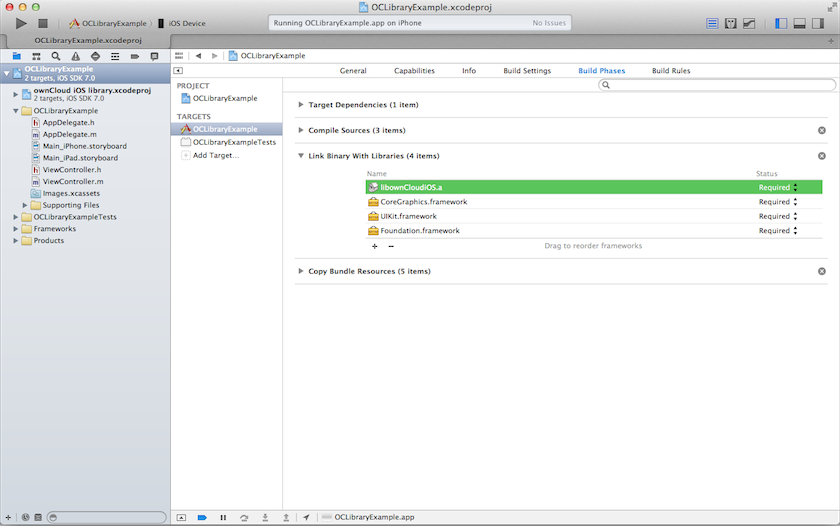 OCLibraryExample.xcodeproj
OCLibraryExample iOS Device
Running OCLibraryExample.app on iPhone No Issues
OCLibraryExample.xcodeproj
OCLibraryExample
OCLibraryExample
2 targets, iOS SDK 7.0
ownCloud iOS library.xcodeproj
2 targets, iOS SDK 7.0
OCLibraryExample
h AppDelegate.h
m AppDelegate.m
Main_iPhone.storyboard
Main_iPad.storyboard
h ViewController.h
m ViewController.m
Images.xcassets
Supporting Files
OCLibraryExampleTests
Frameworks
Products
PROJECT
OCLibraryExample
TARGETS
OCLibraryExample
OCLibraryExampleTests
Add Target...
General Capabilities Info Build Settings Build Phases Build Rules
Target Dependencies (1 item)
Compile Sources (3 items)
Link Binary With Libraries (4 items)
Name Status
libownCloudiOS.a Required
CoreGraphics.framework Required
UIKit.framework Required
Foundation.framework Required
+ − Drag to reorder frameworks
Copy Bundle Resources (5 items)
OCLibraryExample.app